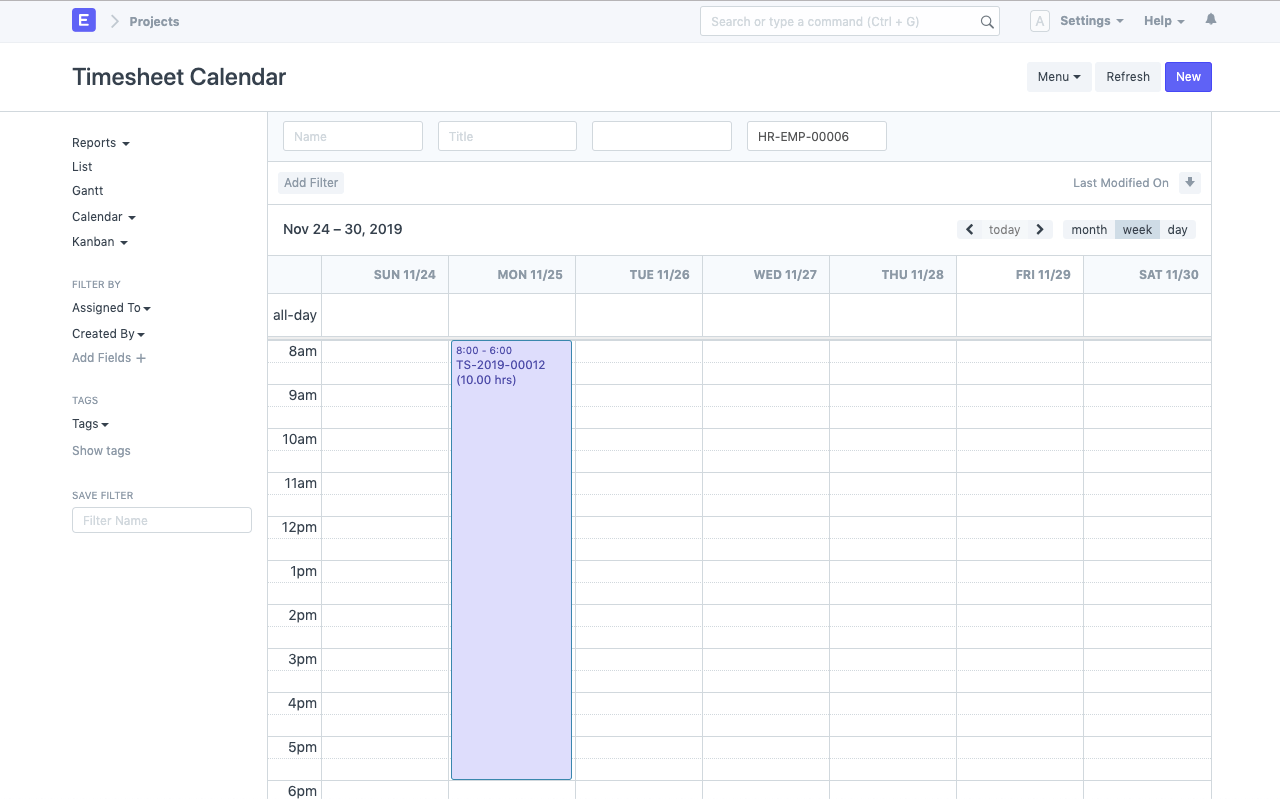 E Projects Search or type a command (Ctrl + G) A Settings Help
Timesheet Calendar Menu Refresh New
Reports
List
Gantt
Calendar
Kanban
FILTER BY
Assigned To
Created By
Add Fields
TAGS
Tags
Show tags
SAVE FILTER
Filter Name
Name Title HR-EMP-00006
Add Filter Last Modified On
Nov 24 – 30, 2019 today month week day
SUN 11/24 MON 11/25 TUE 11/26 WED 11/27 THU 11/28 FRI 11/29 SAT 11/30
all-day
8am
8:00 - 6:00
TS-2019-00012
(10.00 hrs)
9am
10am
11am
12pm
1pm
2pm
3pm
4pm
5pm
6pm